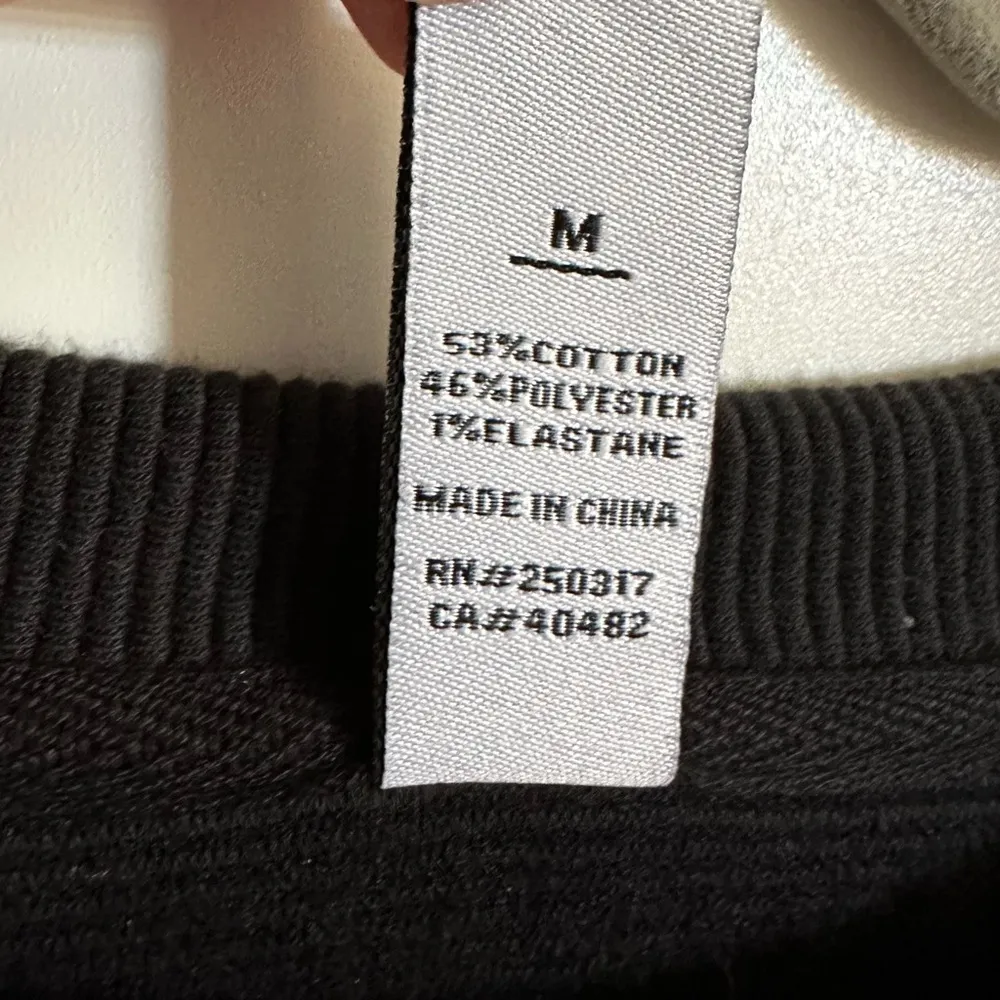 M
53%COTTON
46%POLYESTER
1%ELASTANE
MADE IN CHINA
RN#250317
CA#40482